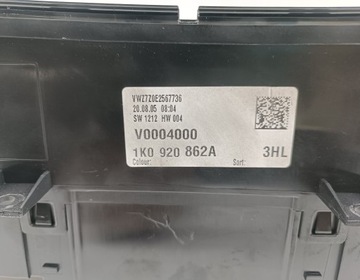 VWZ7Z0E2567736
28.08.05 08:04
SW 1212 HW 004
V0004000
1K0 920 862A 3HL
Colour: Sort: